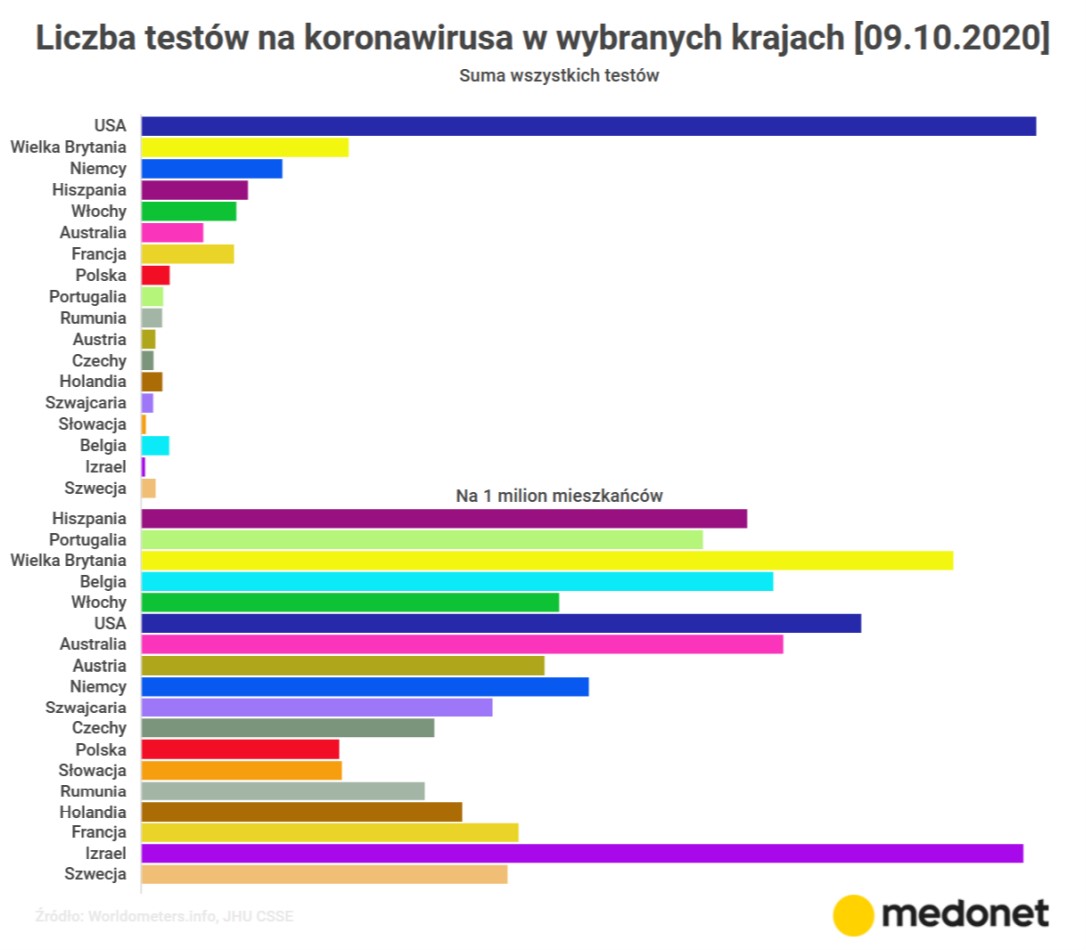 Liczba testów na koronawirusa w wybranych krajach [09.10.2020]
Suma wszystkich testów
USA
Wielka Brytania
Niemcy
Hiszpania
Włochy
Australia
Francja
Polska
Portugalia
Rumunia
Austria
Czechy
Holandia
Szwajcaria
Słowacja
Belgia
Izrael
Szwecja
Na 1 milion mieszkańców
Hiszpania
Portugalia
Wielka Brytania
Belgia
Włochy
USA
Australia
Austria
Niemcy
Szwajcaria
Czechy
Polska
Słowacja
Rumunia
Holandia
Francja
Izrael
Szwecja
Źródło: Worldometers.info, JHU CSSE
medonet